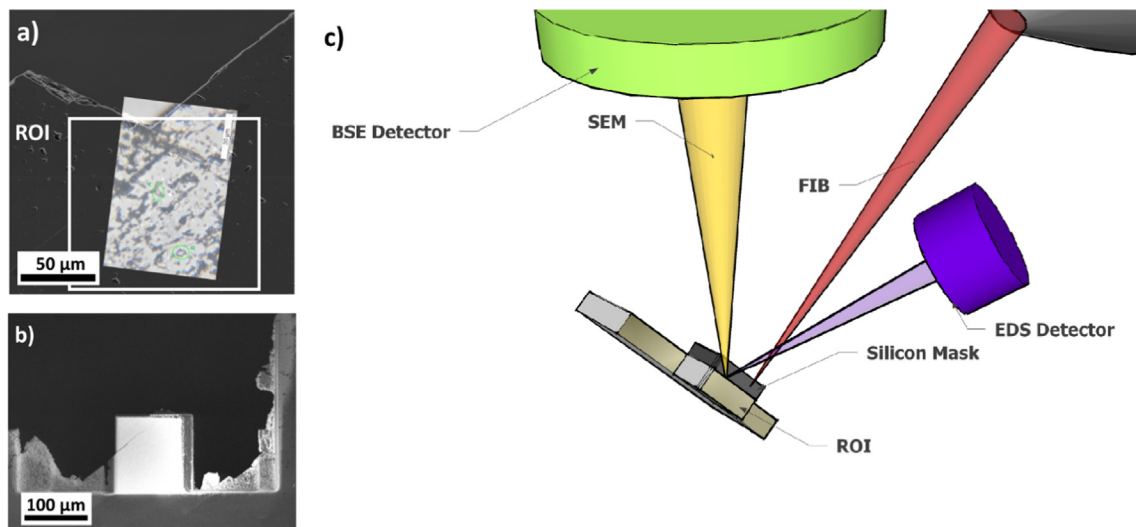 a)
ROI
50 µm
b)
100 µm
c)
BSE Detector
SEM
FIB
EDS Detector
Silicon Mask
ROI